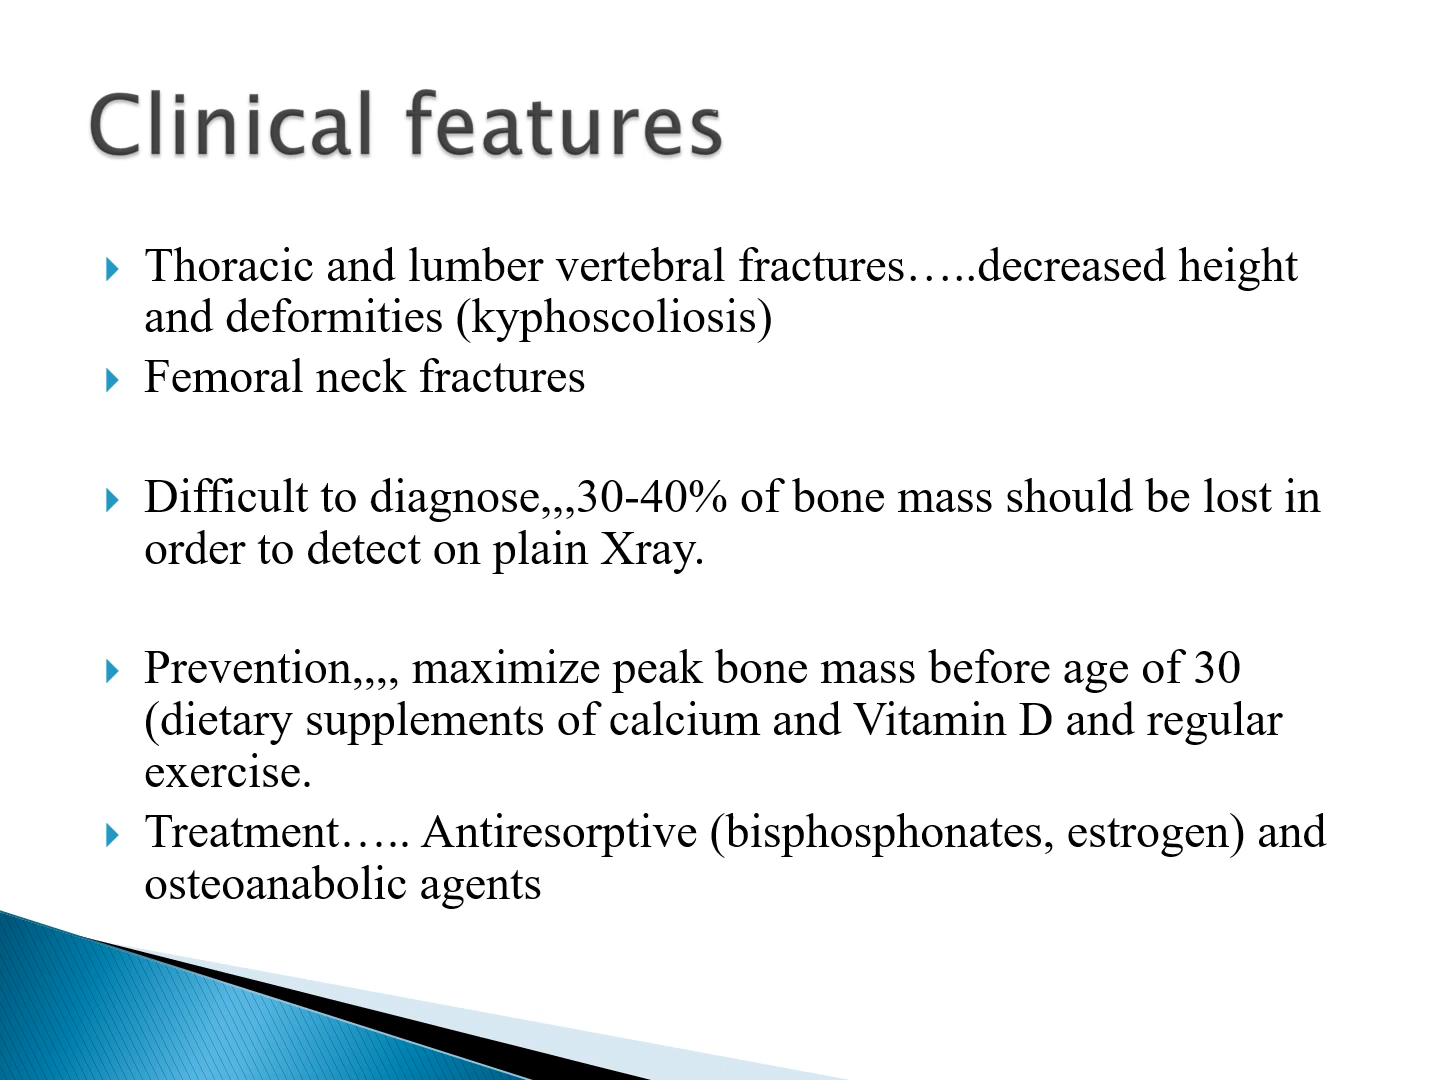 Clinical features
Thoracic and lumber vertebral fractures…..decreased height
and deformities (kyphoscoliosis)
Femoral neck fractures
Difficult to diagnose,,,30-40% of bone mass should be lost in
order to detect on plain Xray.
Prevention,,,, maximize peak bone mass before age of 30
(dietary supplements of calcium and Vitamin D and regular
exercise.
Treatment….. Antiresorptive (bisphosphonates, estrogen) and
osteoanabolic agents